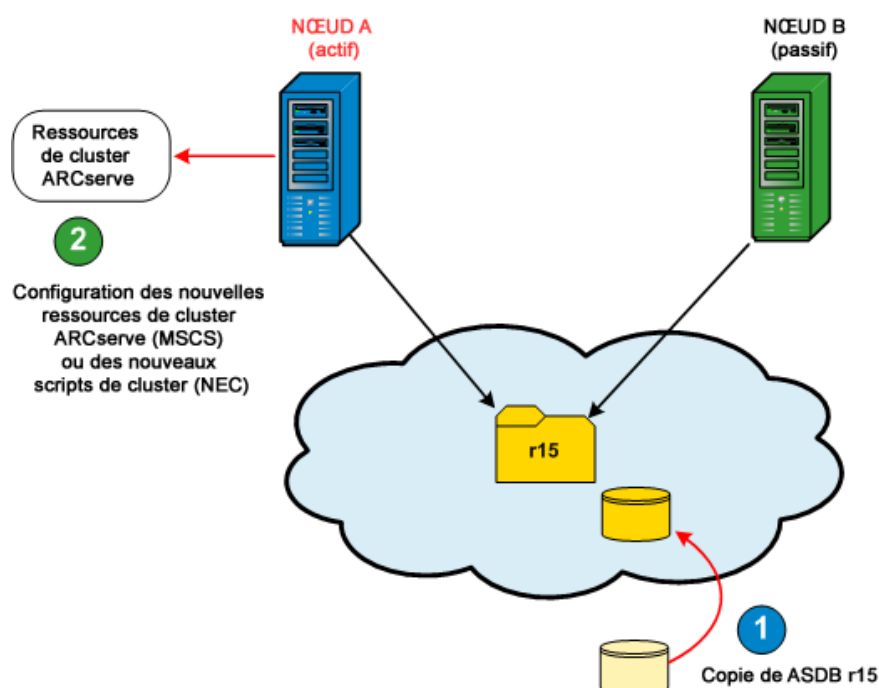 NŒUD A
(actif)
NŒUD B
(passif)
Ressources
de cluster
ARCserve
2
Configuration des nouvelles
ressources de cluster
ARCserve (MSCS)
ou des nouveaux
scripts de cluster (NEC)
r15
1
Copie de ASDB r15